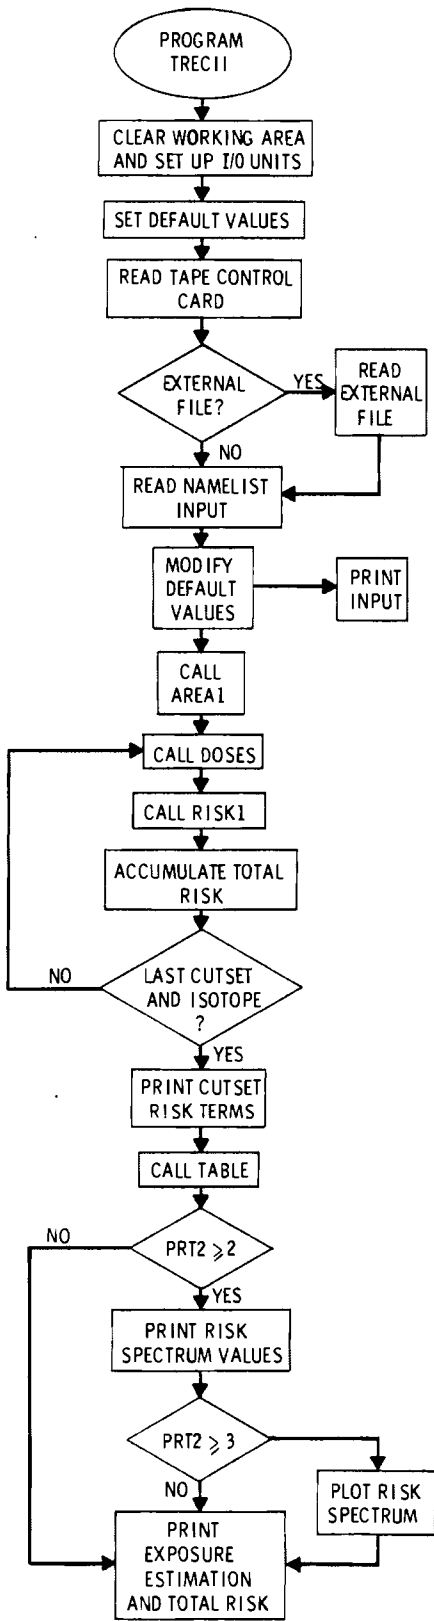 PROGRAM
TRECII
CLEAR WORKING AREA
AND SET UP I/O UNITS
SET DEFAULT VALUES
READ TAPE CONTROL
CARD
EXTERNAL
FILE?
YES
READ
EXTERNAL
FILE
NO
READ NAMELIST
INPUT
MODIFY
DEFAULT
VALUES
PRINT
INPUT
CALL
AREA1
CALL DOSES
CALL RISK1
ACCUMULATE TOTAL
RISK
NO
LAST CUTSET
AND ISOTOPE
?
YES
PRINT CUTSET
RISK TERMS
CALL TABLE
NO
PRT2 ⩾ 2
YES
PRINT RISK
SPECTRUM VALUES
PRT2 ⩾ 3
NO
PLOT RISK
SPECTRUM
PRINT
EXPOSURE
ESTIMATION
AND TOTAL RISK